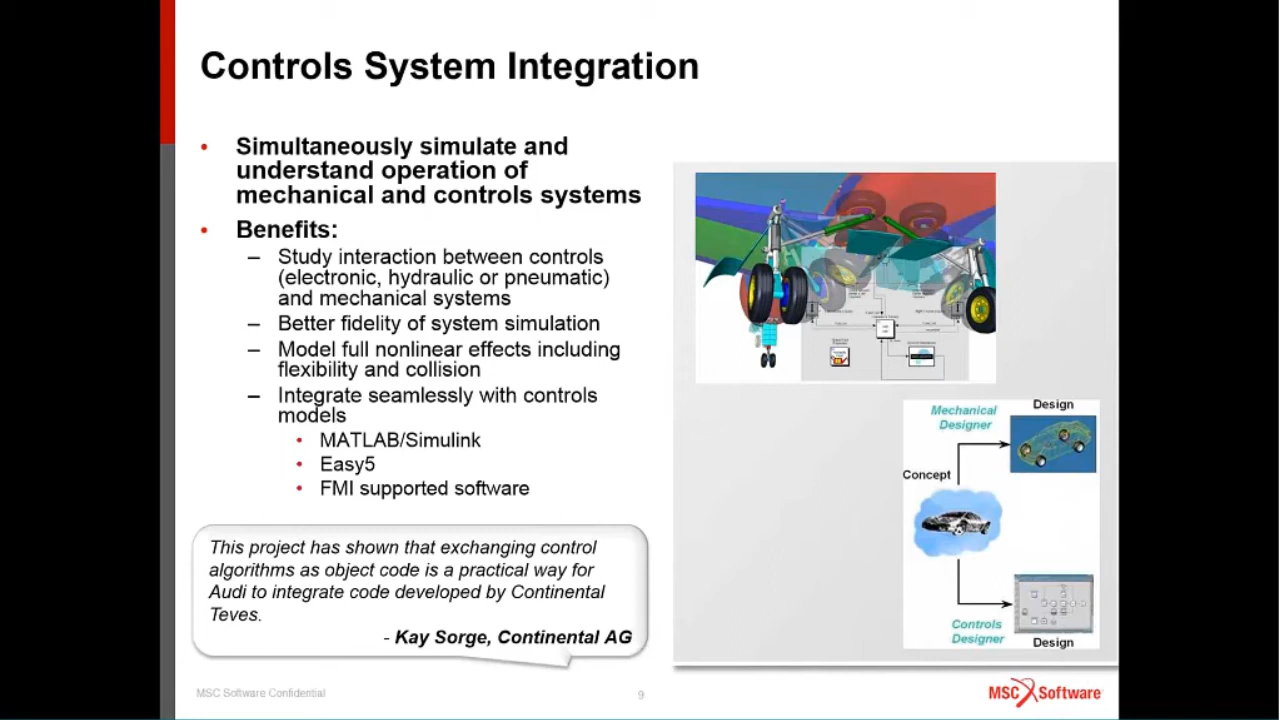 Controls System Integration
• Simultaneously simulate and
understand operation of
mechanical and controls systems
• Benefits:
– Study interaction between controls
(electronic, hydraulic or pneumatic)
and mechanical systems
– Better fidelity of system simulation
– Model full nonlinear effects including
flexibility and collision
– Integrate seamlessly with controls
models
• MATLAB/Simulink
• Easy5
• FMI supported software
This project has shown that exchanging control
algorithms as object code is a practical way for
Audi to integrate code developed by Continental
Teves.
- Kay Sorge, Continental AG
Mechanical
Designer
Design
Concept
Controls
Designer
Design
MSC Software Confidential
9
MSC Software